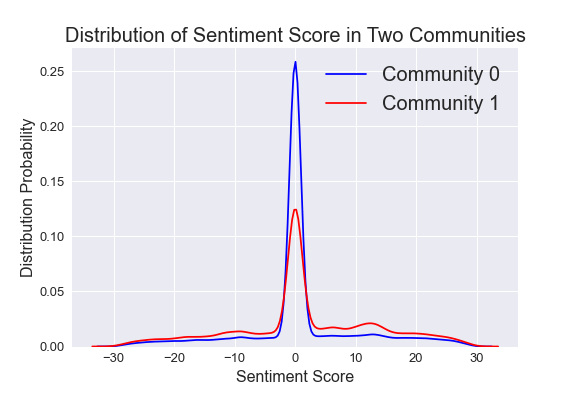 Distribution of Sentiment Score in Two Communities
Community 0
Community 1
Distribution Probability
0.25
0.20
0.15
0.10
0.05
0.00
−30 −20 −10 0 10 20 30
Sentiment Score